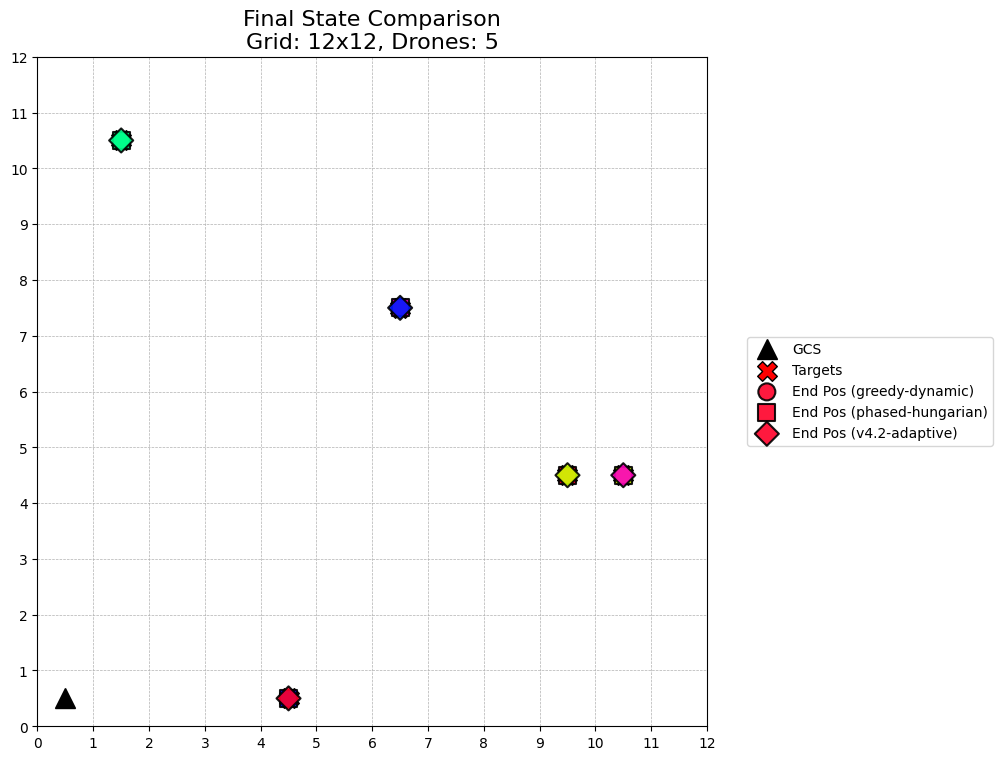 Final State Comparison
Grid: 12x12, Drones: 5
12
11
10
9
8
7
6
5
4
3
2
1
0
0 1 2 3 4 5 6 7 8 9 10 11 12
GCS
Targets
End Pos (greedy-dynamic)
End Pos (phased-hungarian)
End Pos (v4.2-adaptive)